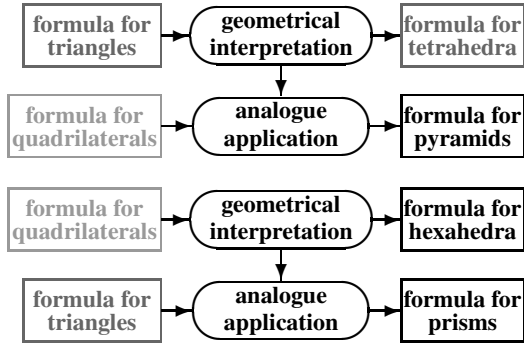 formula for
triangles
geometrical
interpretation
formula for
tetrahedra
formula for
quadrilaterals
analogue
application
formula for
pyramids
formula for
quadrilaterals
geometrical
interpretation
formula for
hexahedra
formula for
triangles
analogue
application
formula for
prisms